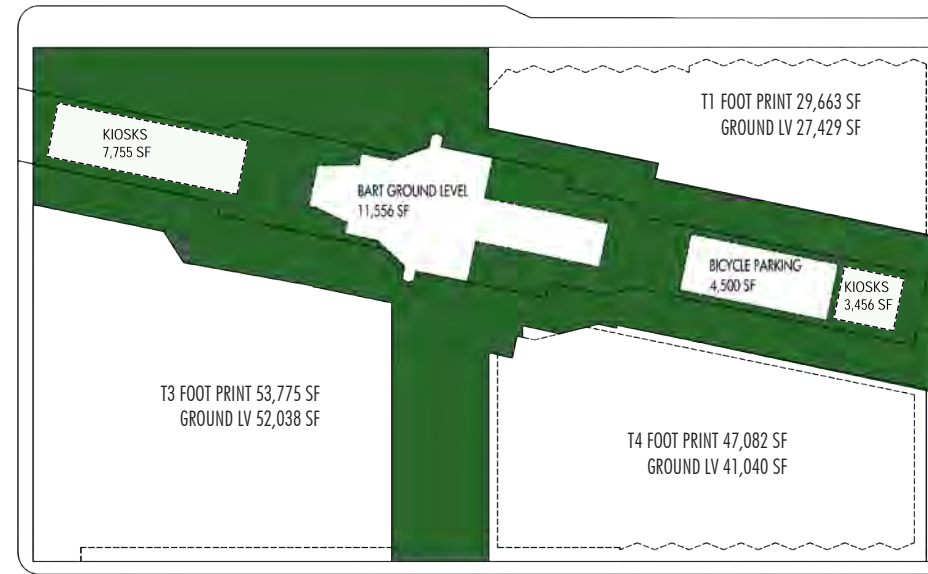 T1 FOOT PRINT 29,663 SF
GROUND LV 27,429 SF
KIOSKS
7,755 SF
BART GROUND LEVEL
11,556 SF
BICYCLE PARKING
4,500 SF
KIOSKS
3,456 SF
T3 FOOT PRINT 53,775 SF
GROUND LV 52,038 SF
T4 FOOT PRINT 47,082 SF
GROUND LV 41,040 SF